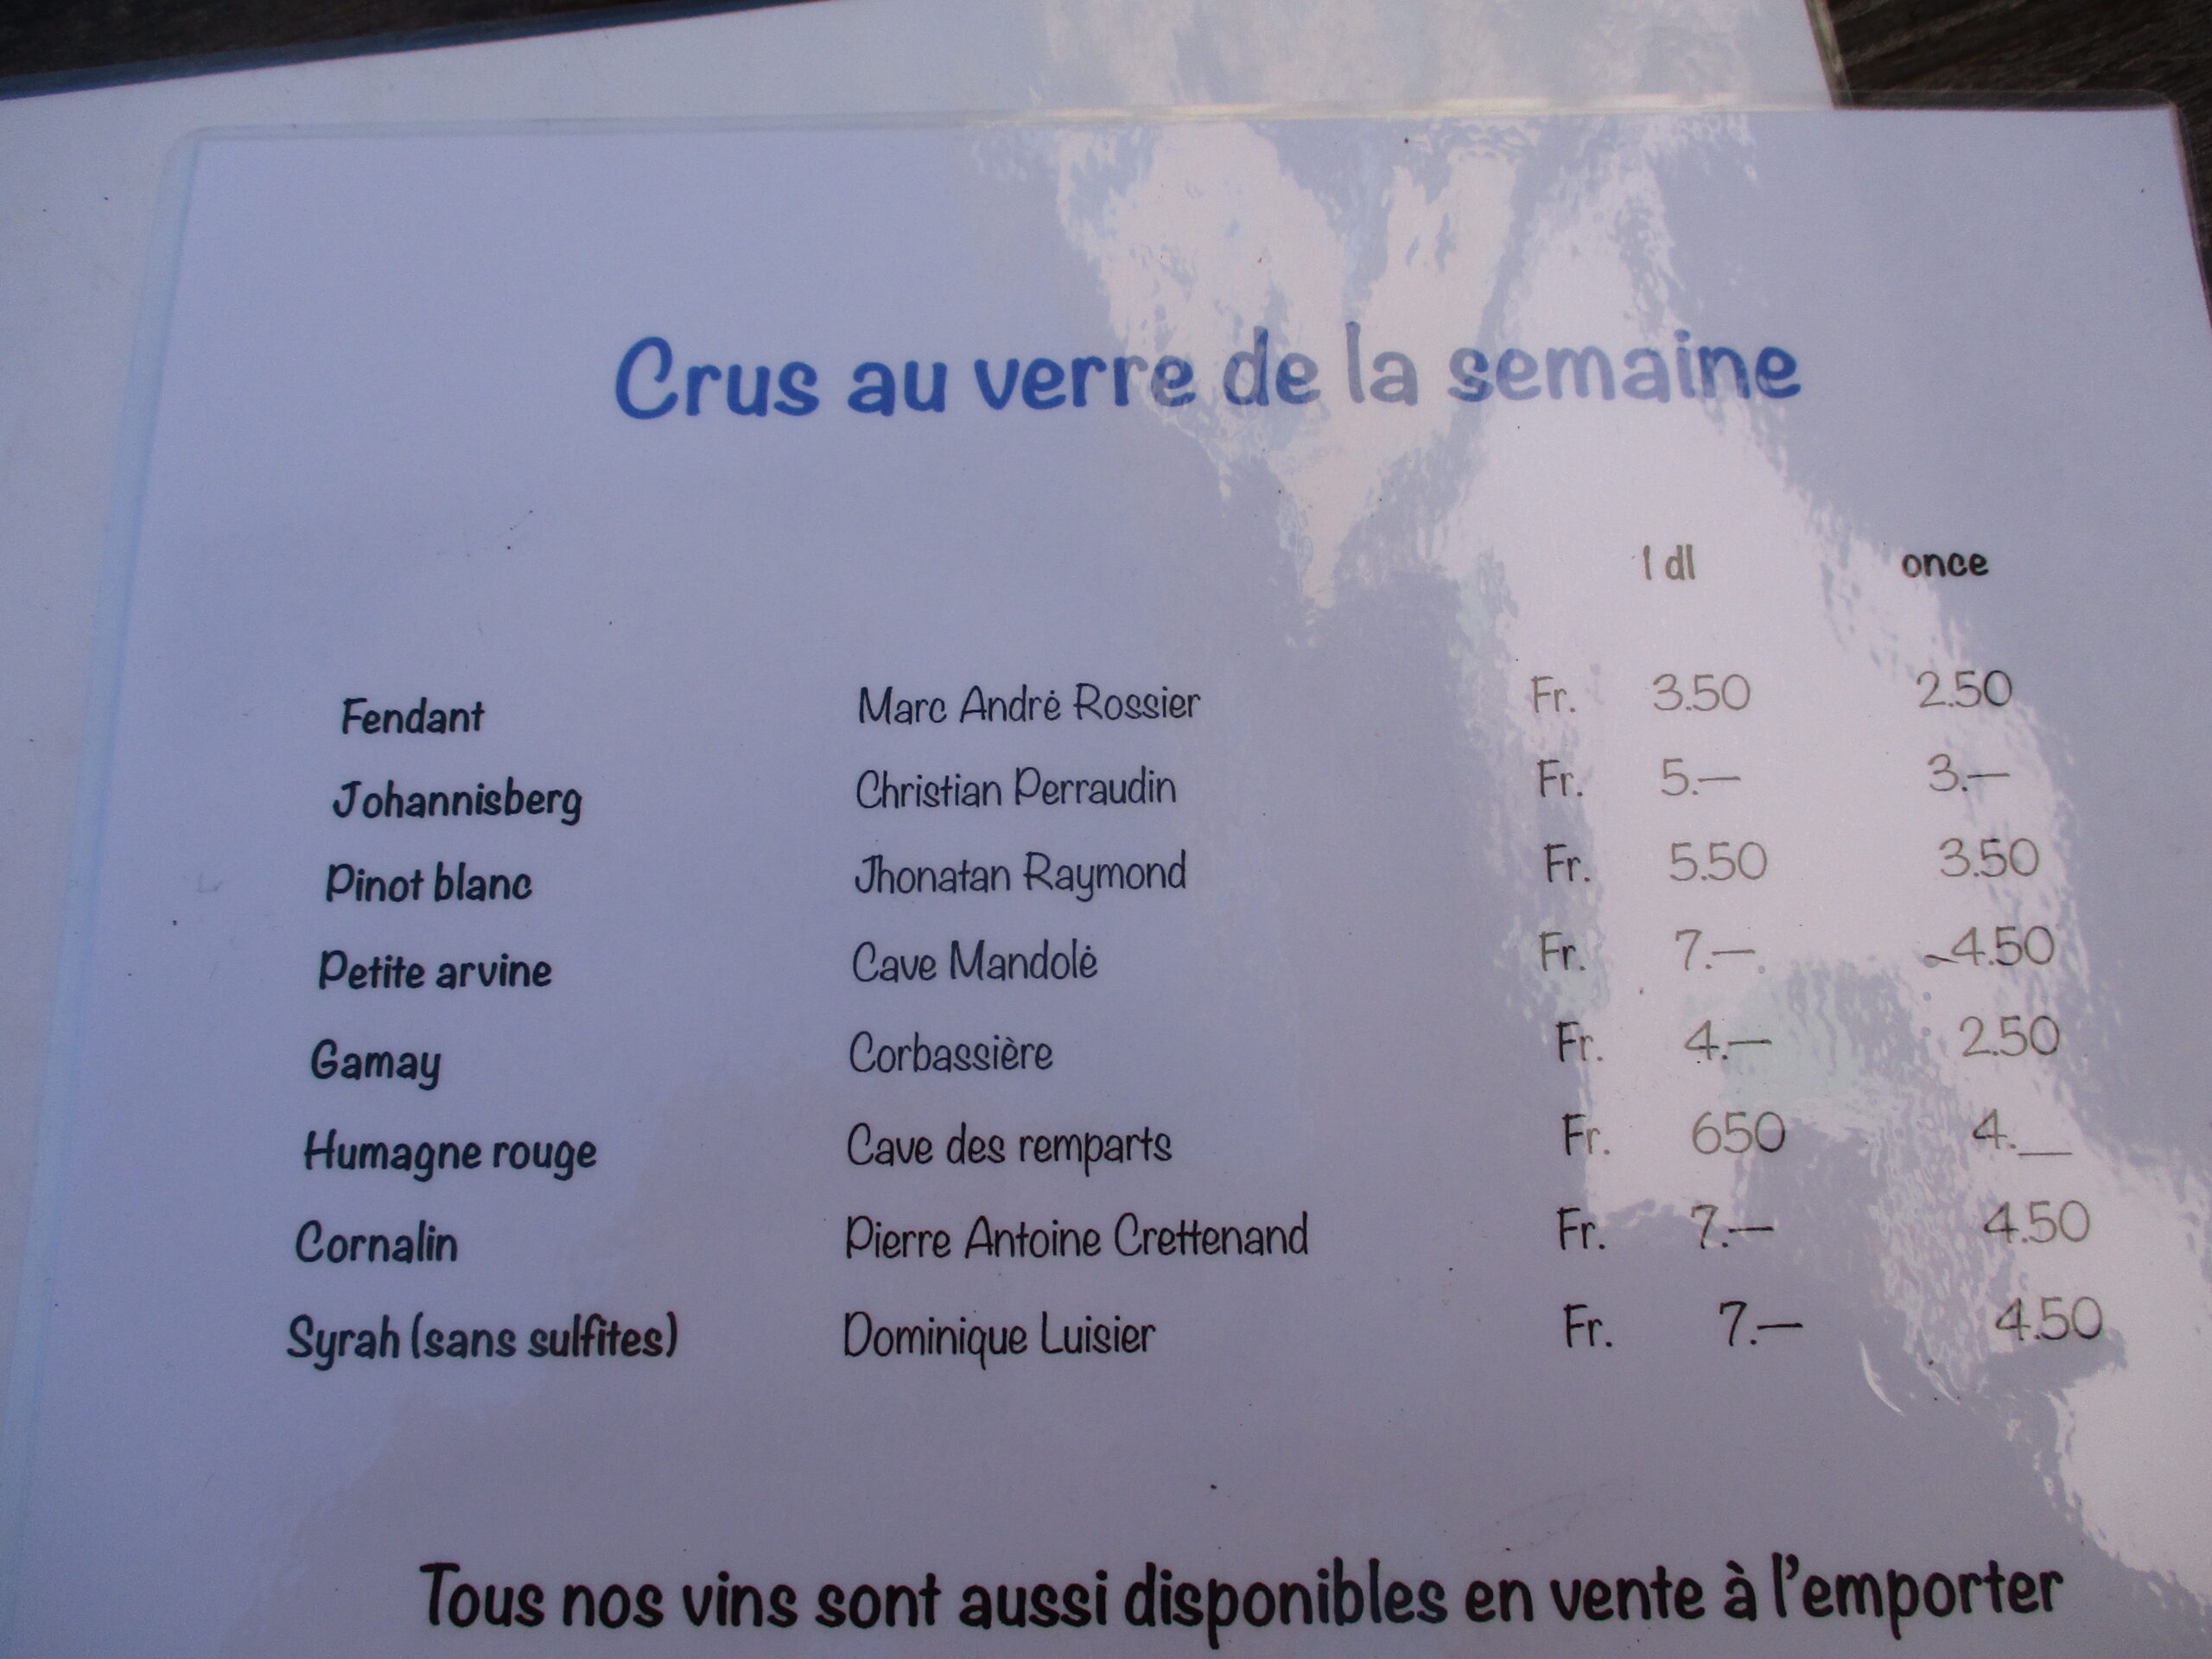 Crus au verre de la semaine
1 dl once
Fendant Marc André Rossier Fr. 3.50 2.50
Johannisberg Christian Perraudin Fr. 5.— 3.—
Pinot blanc Jhonatan Raymond Fr. 5.50 3.50
Petite arvine Cave Mandolé Fr. 7.— 4.50
Gamay Corbassière Fr. 4.— 2.50
Humagne rouge Cave des remparts Fr. 650 4.__
Cornalin Pierre Antoine Crettenand Fr. 7.— 4.50
Syrah (sans sulfites) Dominique Luisier Fr. 7.— 4.50
Tous nos vins sont aussi disponibles en vente à l'emporter